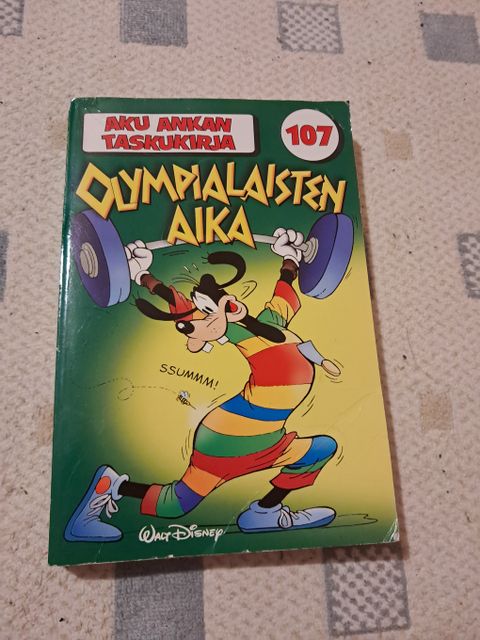 AKU ANKAN
TASKUKIRJA
107
OLYMPIALAISTEN
AIKA
SSUMMM!
WALT DISNEY